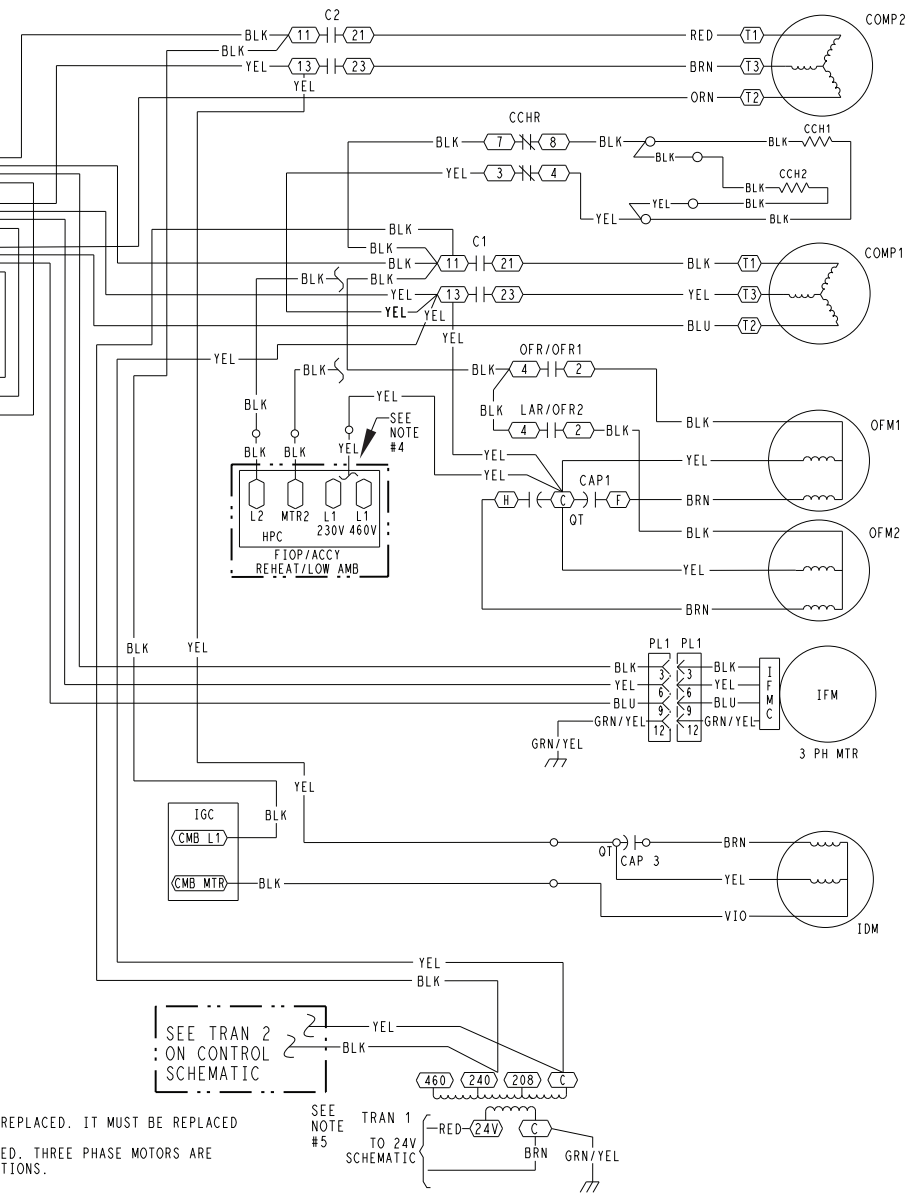 C2
COMP2
BLK 11 21 RED T1
BLK
YEL 13 23 BRN T3
YEL
ORN T2
CCHR
CCH1
BLK 7 8 BLK BLK
BLK
CCH2
YEL 3 4 BLK
YEL BLK
YEL BLK
BLK
C1
BLK
COMP1
BLK 11 21 BLK T1
BLK BLK
YEL 13 23 YEL T3
YEL YEL
BLU T2
YEL
OFR/OFR1
YEL
BLK BLK 4 2
YEL SEE
NOTE
#4
BLK
BLK LAR/OFR2
4 2 BLK
BLK
OFM1
BLK BLK YEL
YEL
YEL
YEL
CAP1
H C F BRN
QT
L2 MTR2 L1 L1
230V 460V
HPC
FIOP/ACCY
REHEAT/LOW AMB
BLK
OFM2
YEL
BRN
BLK YEL
PL1 PL1
BLK 3 3 BLK
YEL 6 6 YEL
BLU 9 9 BLU
GRN/YEL 12 12 GRN/YEL
IFMC
IFM
GRN/YEL
3 PH MTR
YEL
IGC
BLK
CMB L1
QT CAP 3
BRN
CMB MTR BLK
YEL
VIO
IDM
YEL
BLK
SEE TRAN 2
ON CONTROL
SCHEMATIC
YEL
BLK
460 240 208 C
REPLACED. IT MUST BE REPLACED
SEE
NOTE
#5
TRAN 1
RED 24V C
TO 24V
SCHEMATIC
BRN GRN/YEL
ED. THREE PHASE MOTORS ARE
TIONS.